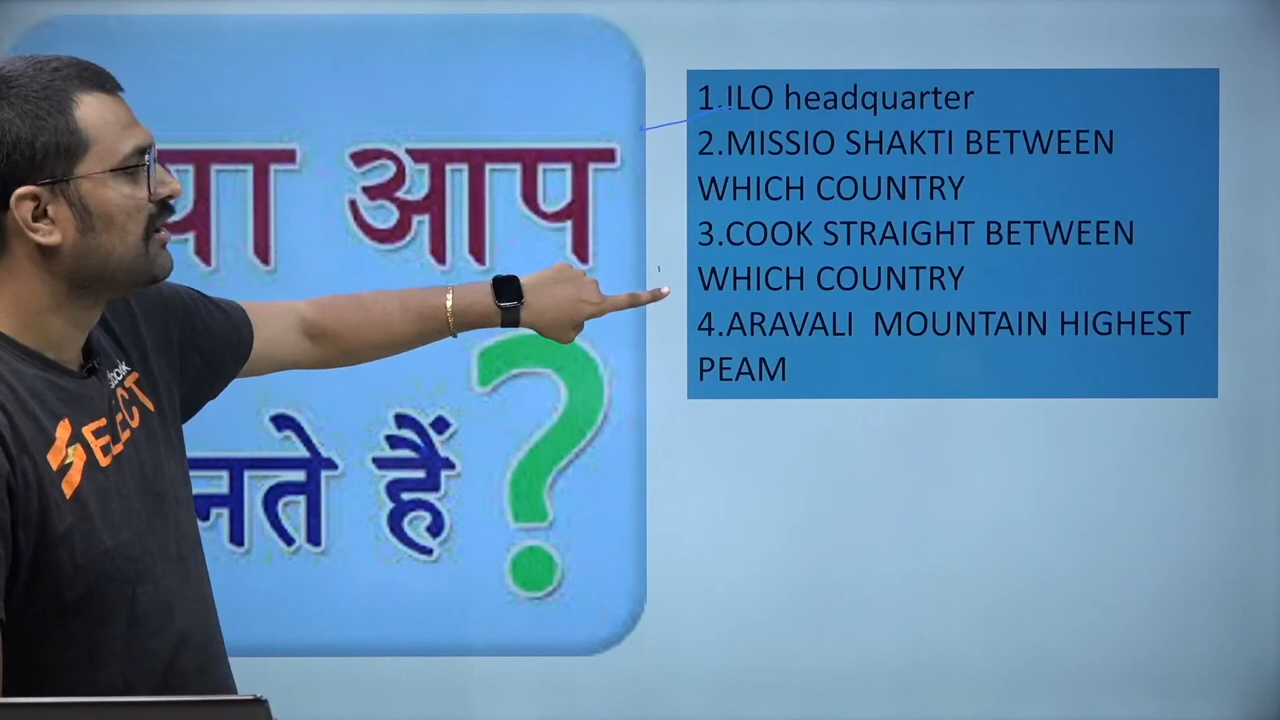 या आप
नते हैं ?
1.ILO headquarter
2.MISSIO SHAKTI BETWEEN
WHICH COUNTRY
3.COOK STRAIGHT BETWEEN
WHICH COUNTRY
4.ARAVALI MOUNTAIN HIGHEST
PEAM
SELECT